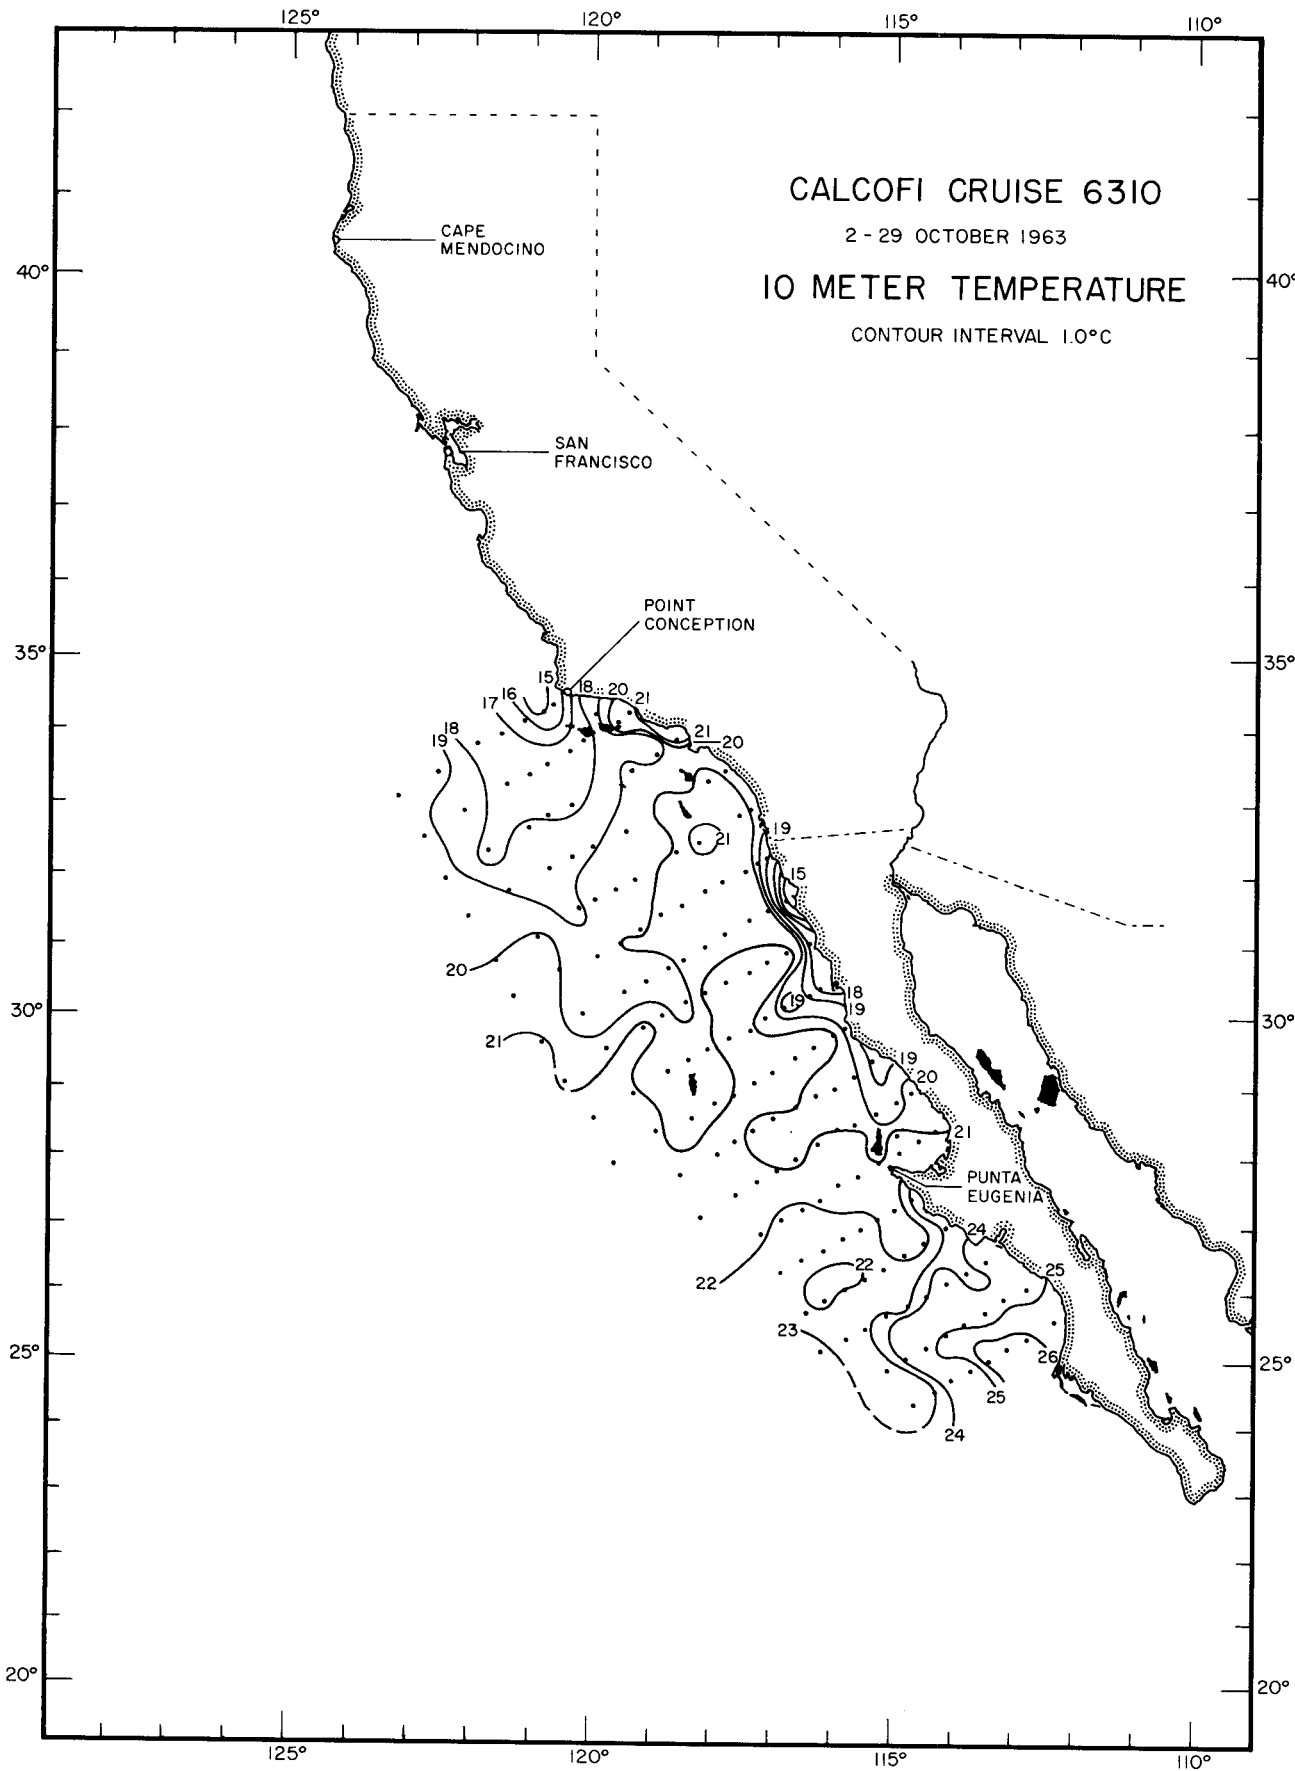 125° 120° 115° 110°
CALCOFI CRUISE 6310
2-29 OCTOBER 1963
10 METER TEMPERATURE
CONTOUR INTERVAL 1.0°C
CAPE
MENDOCINO
40° 40°
SAN
FRANCISCO
POINT
CONCEPTION
35° 35°
15 18 20 21
17 16
19 18
21 20
19
21
15
20
18
19
19
30° 30°
21
19
20
21
PUNTA
EUGENIA
24
22 22
25
23
26
25° 25°
25
24
20° 20°
125° 120° 115° 110°